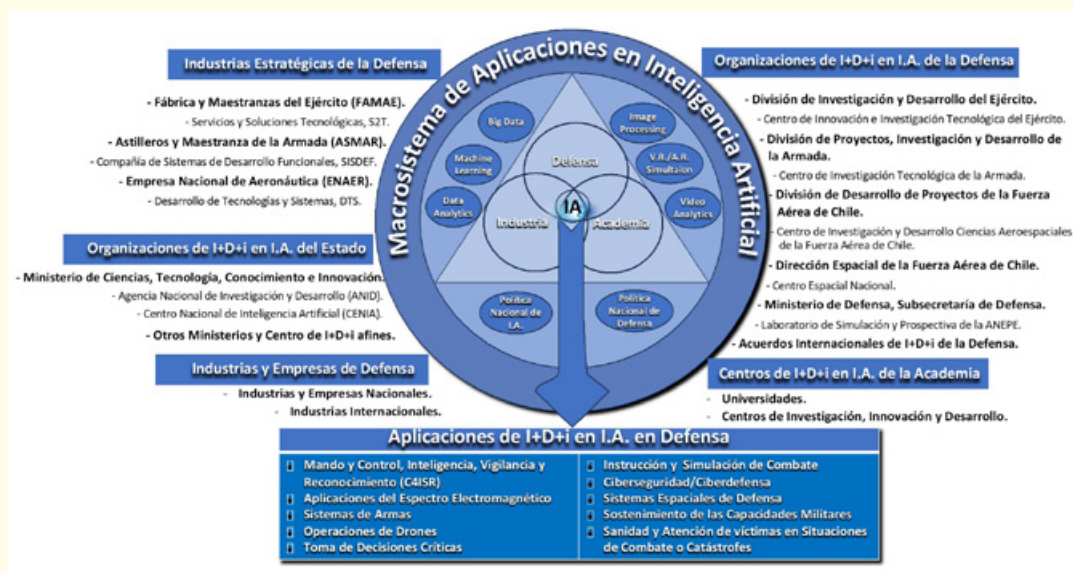 Macrosistema de Aplicaciones en Inteligencia Artificial
Industrias Estratégicas de la Defensa
- Fábrica y Maestranzas del Ejército (FAMAE).
- Servicios y Soluciones Tecnológicas, S2T.
- Astilleros y Maestranza de la Armada (ASMAR).
- Compañía de Sistemas de Desarrollo Funcionales, SISDEF.
- Empresa Nacional de Aeronáutica (ENAER).
- Desarrollo de Tecnologías y Sistemas, DTS.
Organizaciones de I+D+i en I.A. del Estado
- Ministerio de Ciencias, Tecnología, Conocimiento e Innovación.
- Agencia Nacional de Investigación y Desarrollo (ANID).
- Centro Nacional de Inteligencia Artificial (CENIA).
- Otros Ministerios y Centro de I+D+i afines.
Industrias y Empresas de Defensa
- Industrias y Empresas Nacionales.
- Industrias Internacionales.
Big Data
Machine
Learning
Data
Analytics
Image
Processing
V.R./A.R.
Simultaion
Video
Analytics
Defensa
Industria
IA
Academia
Política
Nacional de
I.A.
Política
Nacional de
Defensa
Organizaciones de I+D+i en I.A. de la Defensa
- División de Investigación y Desarrollo del Ejército.
- Centro de Innovación e Investigación Tecnológica del Ejército.
- División de Proyectos, Investigación y Desarrollo de
la Armada.
- Centro de Investigación Tecnológica de la Armada.
- División de Desarrollo de Proyectos de la Fuerza
Aérea de Chile.
- Centro de Investigación y Desarrollo Ciencias Aeroespaciales
de la Fuerza Aérea de Chile.
- Dirección Espacial de la Fuerza Aérea de Chile.
- Centro Espacial Nacional.
- Ministerio de Defensa, Subsecretaría de Defensa.
- Laboratorio de Simulación y Prospectiva de la ANEPE.
- Acuerdos Internacionales de I+D+i de la Defensa.
Centros de I+D+i en I.A. de la Academia
- Universidades.
- Centros de Investigación, Innovación y Desarrollo.
Aplicaciones de I+D+i en I.A. en Defensa
Mando y Control, Inteligencia, Vigilancia y
Reconocimiento (C4ISR)
Aplicaciones del Espectro Electromagnético
Sistemas de Armas
Operaciones de Drones
Toma de Decisiones Críticas
Instrucción y Simulación de Combate
Ciberseguridad/Ciberdefensa
Sistemas Espaciales de Defensa
Sostenimiento de las Capacidades Militares
Sanidad y Atención de víctimas en Situaciones
de Combate o Catástrofes